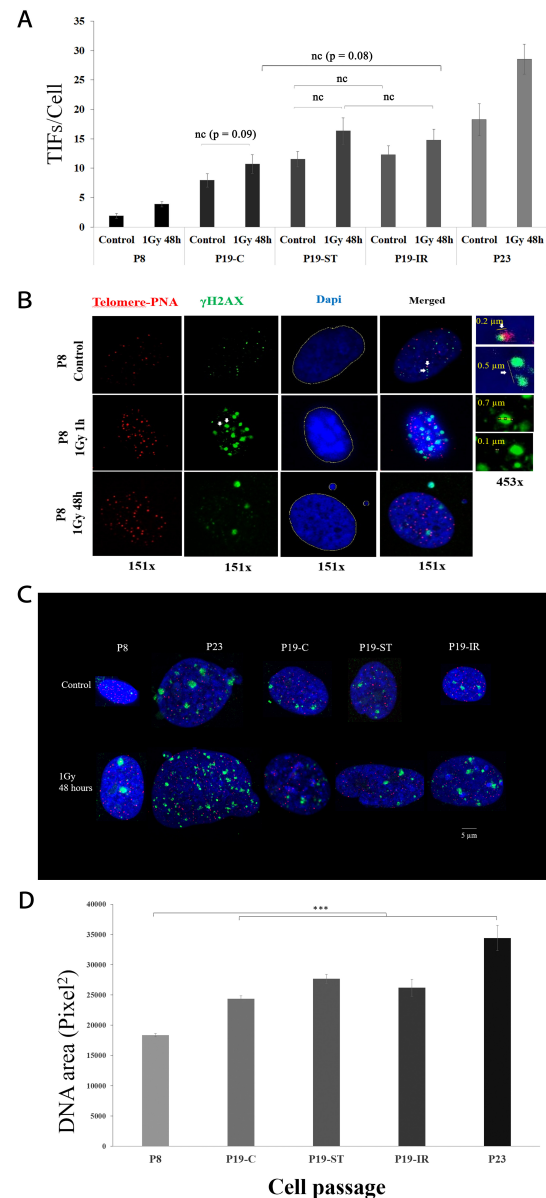 A
TIFs/Cell
35
30
25
20
15
10
5
0
nc (p = 0.08)
nc
nc
nc
nc (p = 0.09)
Control 1Gy 48h Control 1Gy 48h Control 1Gy 48h Control 1Gy 48h Control 1Gy 48h
P8 P19-C P19-ST P19-IR P23
B
Telomere-PNA γH2AX Dapi Merged
P8 Control
P8 1Gy 1h
P8 1Gy 48h
0.2 µm
0.5 µm
0.7 µm
0.1 µm
453x
151x 151x 151x 151x
C
P8 P23 P19-C P19-ST P19-IR
Control
1Gy
48 hours
5 µm
D
DNA area (Pixel²)
40000
35000
30000
25000
20000
15000
10000
5000
0
***
P8 P19-C P19-ST P19-IR P23
Cell passage